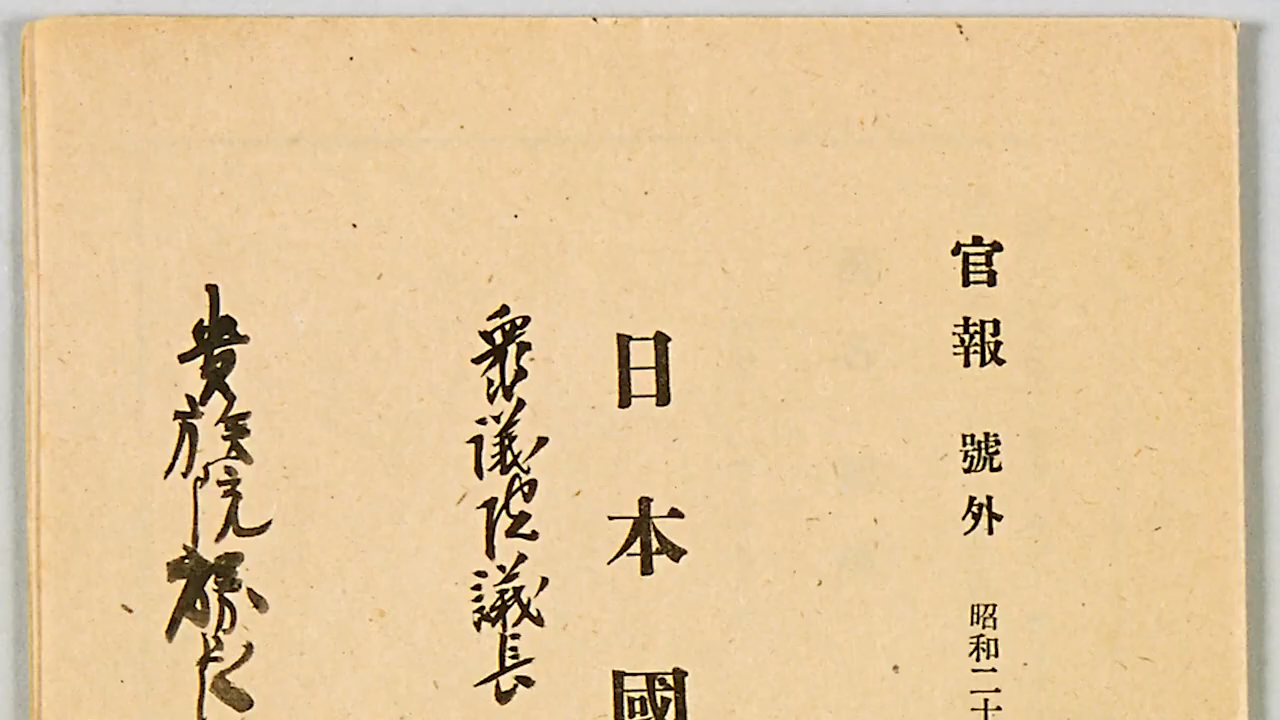 官報 號外 昭和二十
日本國
衆議院議長
貴族院